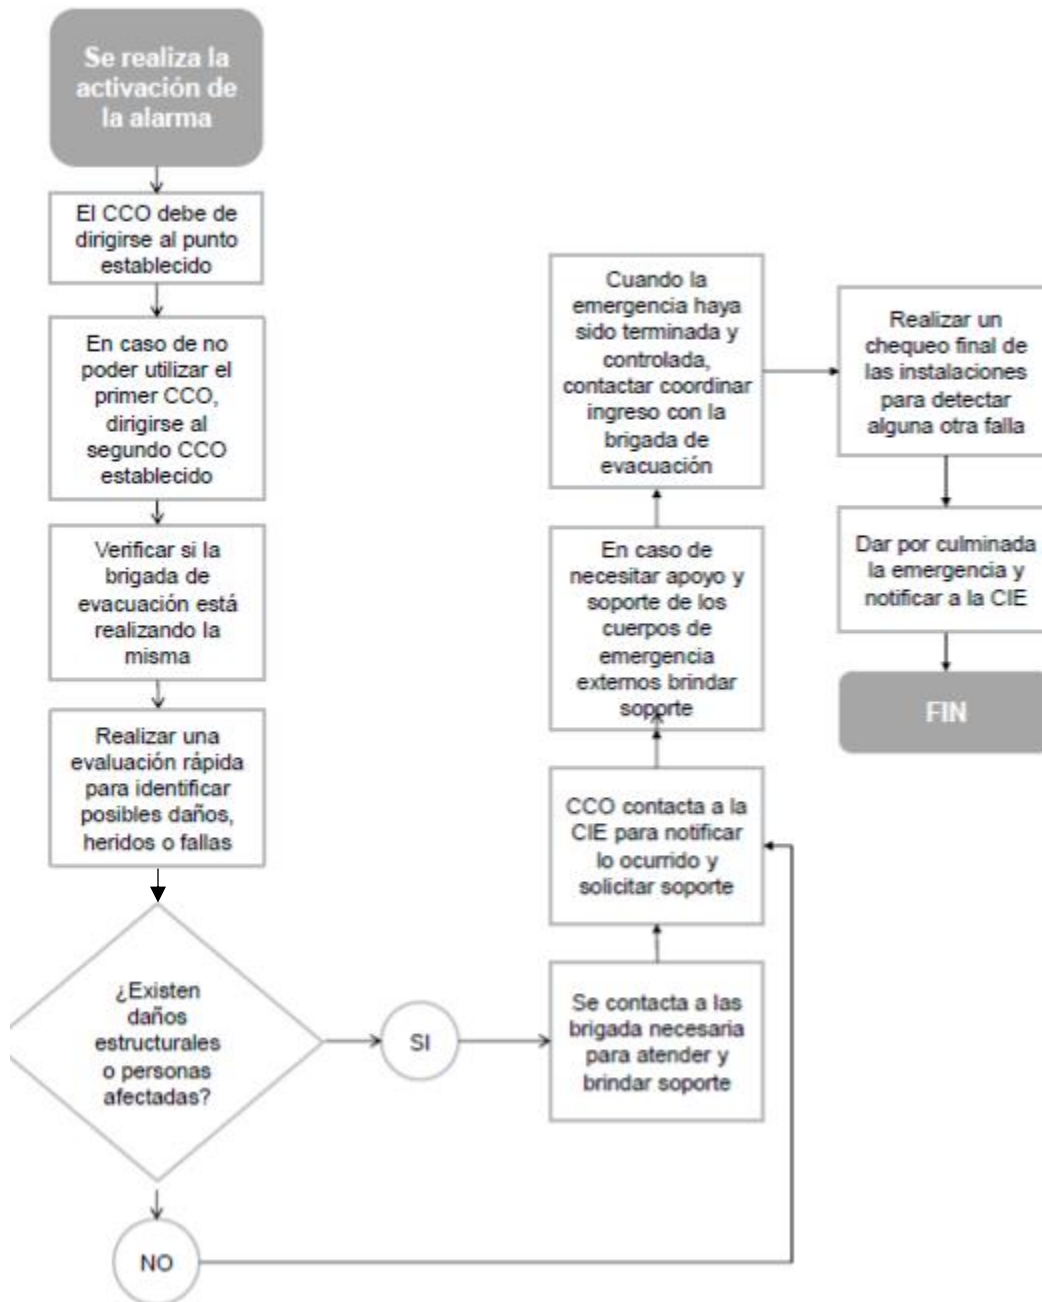 Se realiza la
activación de
la alarma
El CCO debe de
dirigirse al punto
establecido
En caso de no
poder utilizar el
primer CCO,
dirigirse al
segundo CCO
establecido
Verificar si la
brigada de
evacuación está
realizando la
misma
Realizar una
evaluación rápida
para identificar
posibles daños,
heridos o fallas
¿Existen
daños
estructurales
o personas
afectadas?
SI
NO
Se contacta a las
brigada necesaria
para atender y
brindar soporte
CCO contacta a la
CIE para notificar
lo ocurrido y
solicitar soporte
En caso de
necesitar apoyo y
soporte de los
cuerpos de
emergencia
externos brindar
soporte
Cuando la
emergencia haya
sido terminada y
controlada,
contactar coordinar
ingreso con la
brigada de
evacuación
Realizar un
chequeo final de
las instalaciones
para detectar
alguna otra falla
Dar por culminada
la emergencia y
notificar a la CIE
FIN